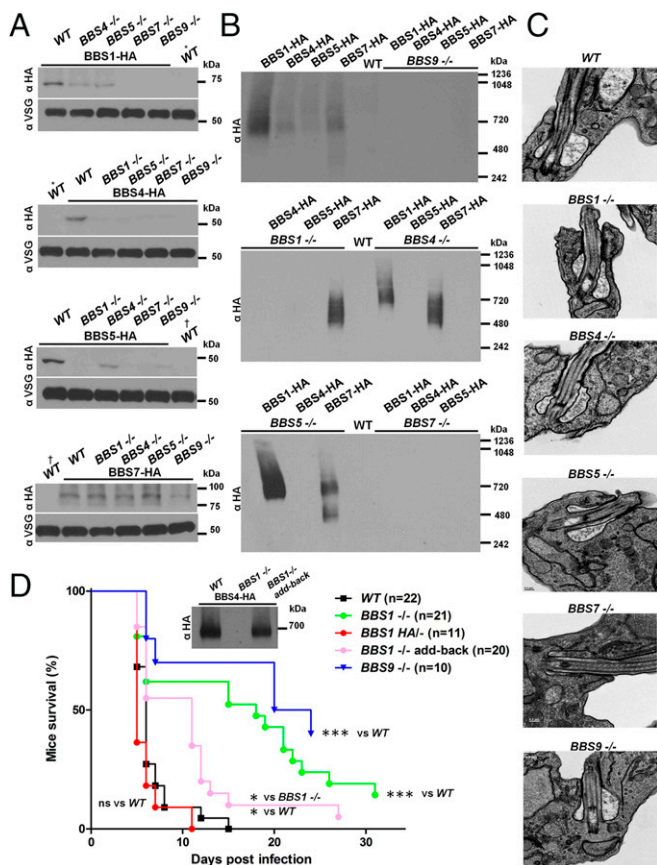 A
WT BBS4 -/- BBS5 -/- BBS7 -/- BBS9 -/-
BBS1-HA WT
kDa
α HA 75
α VSG 50
WT WT BBS1 -/- BBS5 -/- BBS7 -/- BBS9 -/-
BBS4-HA
kDa
α HA 50
α VSG 50
WT BBS1 -/- BBS4 -/- BBS7 -/- BBS9 -/- †WT
BBS5-HA
kDa
α HA 50
α VSG 50
†WT WT BBS1 -/- BBS4 -/- BBS5 -/- BBS9 -/-
BBS7-HA
kDa
α HA 100
75
α VSG 50
B
BBS1-HA BBS4-HA BBS5-HA BBS7-HA WT BBS1-HA BBS4-HA BBS5-HA BBS7-HA
BBS9 -/-
kDa
1236
1048
720
480
242
α HA
BBS4-HA BBS5-HA BBS7-HA WT BBS1-HA BBS5-HA BBS7-HA
BBS1 -/- BBS4 -/-
kDa
1236
1048
720
480
242
α HA
BBS1-HA BBS4-HA BBS7-HA WT BBS1-HA BBS4-HA BBS5-HA
BBS5 -/- BBS7 -/-
kDa
1236
1048
720
480
242
α HA
C
WT
BBS1 -/-
BBS4 -/-
BBS5 -/-
BBS7 -/-
BBS9 -/-
D
WT BBS1 -/- BBS1-/- add-back
BBS4-HA
kDa
α HA 700
WT (n=22)
BBS1 -/- (n=21)
BBS1 HA/- (n=11)
BBS1 -/- add-back (n=20)
BBS9 -/- (n=10)
Mice survival (%)
100
50
0
*** vs WT
*** vs WT
* vs BBS1 -/-
* vs WT
ns vs WT
0 10 20 30
Days post infection